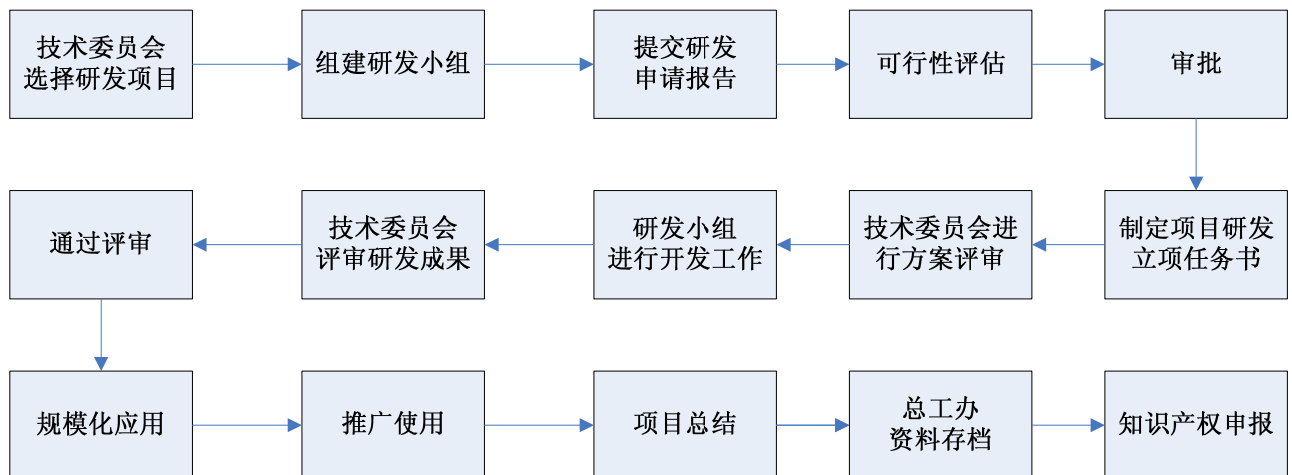 技术委员会
选择研发项目
组建研发小组
提交研发
申请报告
可行性评估
审批
制定项目研发
立项任务书
技术委员会进
行方案评审
研发小组
进行开发工作
技术委员会
评审研发成果
通过评审
规模化应用
推广使用
项目总结
总工办
资料存档
知识产权申报